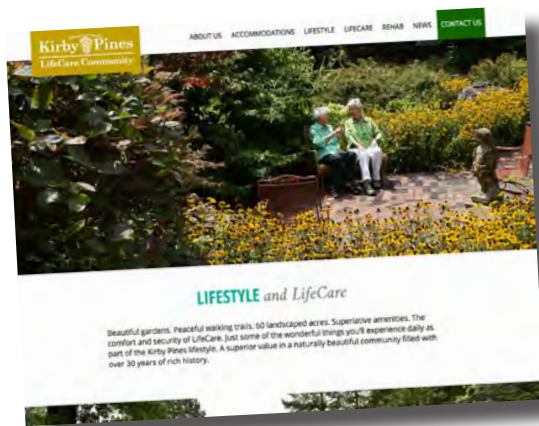 Kirby Pines
LifeCare Community
ABOUT US ACCOMMODATIONS LIFESTYLE LIFECARE REHAB NEWS CONTACT US
LIFESTYLE and LifeCare
Beautiful gardens. Peaceful walking trails. 60 landscaped acres. Superlative amenities. The
comfort and security of LifeCare. Just some of the wonderful things you'll experience daily as
part of the Kirby Pines lifestyle. A superior value in a naturally beautiful community filled with
over 30 years of rich history.